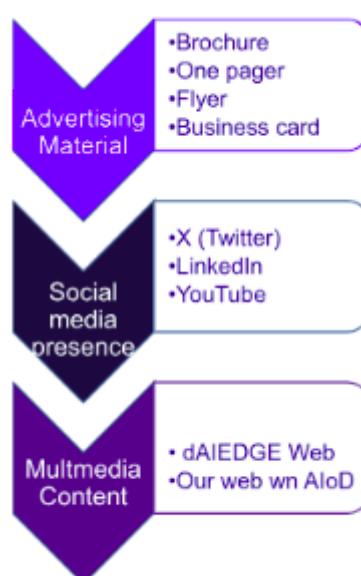 Advertising
Material
•Brochure
•One pager
•Flyer
•Business card
Social
media
presence
•X (Twitter)
•LinkedIn
•YouTube
Multmedia
Content
• dAIEDGE Web
•Our web wn AIoD